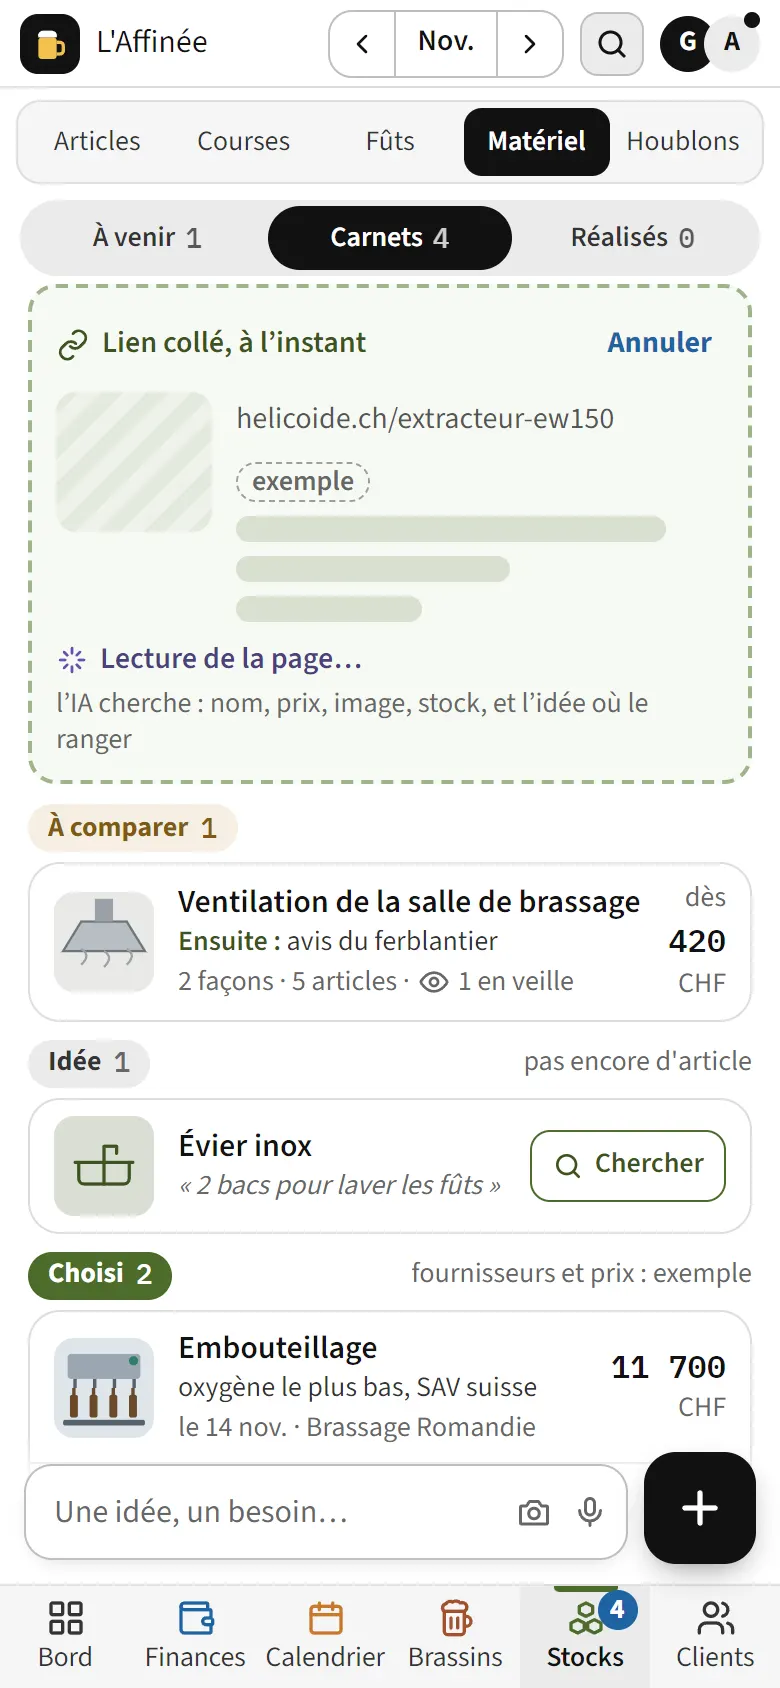 L'Affinée
Nov.
G
A
Articles
Courses
Fûts
Matériel
Houblons
À venir 1
Carnets 4
Réalisés 0
Lien collé, à l’instant
Annuler
helicoide.ch/extracteur-ew150
exemple
Lecture de la page…
l’IA cherche : nom, prix, image, stock, et l’idée où le
ranger
À comparer 1
Ventilation de la salle de brassage
dès
Ensuite : avis du ferblantier
420
2 façons · 5 articles · 1 en veille
CHF
Idée 1
pas encore d'article
Évier inox
« 2 bacs pour laver les fûts »
Chercher
Choisi 2
fournisseurs et prix : exemple
Embouteillage
oxygène le plus bas, SAV suisse
11 700
le 14 nov. · Brassage Romandie
CHF
Une idée, un besoin…
4
Bord
Finances
Calendrier
Brassins
Stocks
Clients